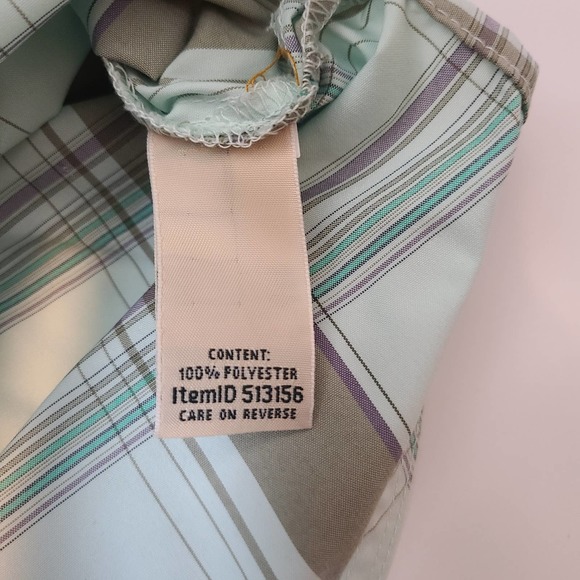 CONTENT:
100% POLYESTER
ItemID 513156
CARE ON REVERSE